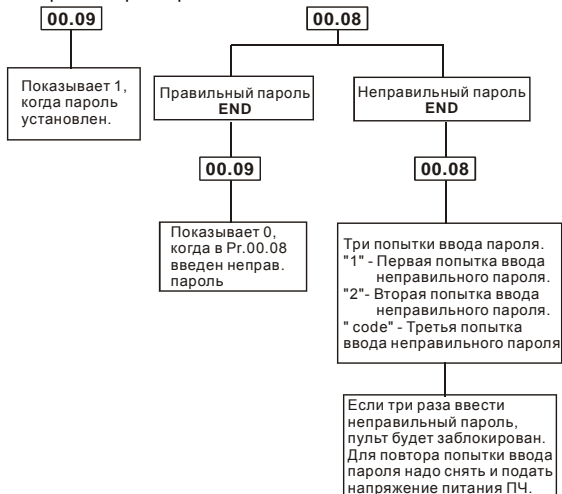 00.09
00.08
Показывает 1,
когда пароль
установлен.
Правильный пароль
END
Неправильный пароль
END
00.09
00.08
Показывает 0,
когда в Pr.00.08
введен неправ.
пароль
Три попытки ввода пароля.
"1" - Первая попытка ввода
неправильного пароля.
"2"- Вторая попытка ввода
неправильного пароля.
" code" - Третья попытка
ввода неправильного пароля
Если три раза ввести
неправильный пароль,
пульт будет заблокирован.
Для повтора попытки ввода
пароля надо снять и подать
напряжение питания ПЧ.